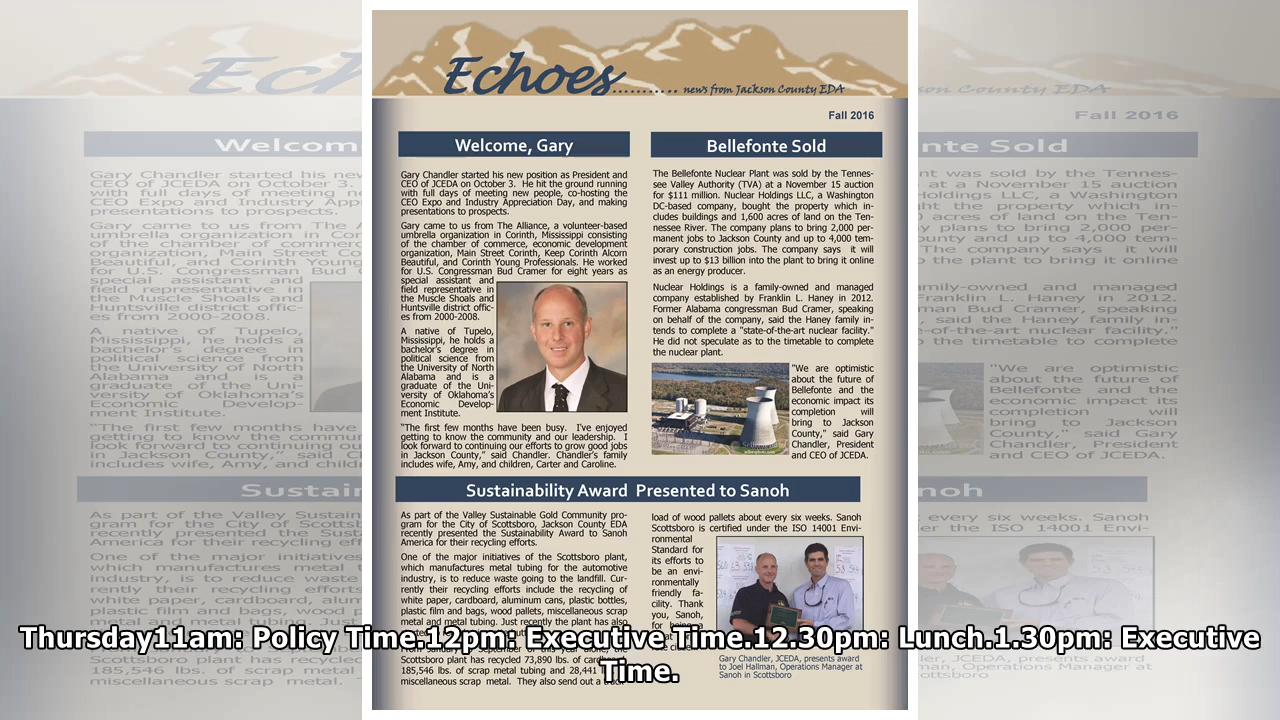 Echoes........... news from Jackson County EDA
Fall 2016
Welcome, Gary
Gary Chandler started his new position as President and
CEO of JCEDA on October 3. He hit the ground running
with full days of meeting new people, co-hosting the
CEO Expo and Industry Appreciation Day, and making
presentations to prospects.
Gary came to us from The Alliance, a volunteer-based
umbrella organization in Corinth, Mississippi consisting
of the chamber of commerce, economic development
organization, Main Street Corinth, Keep Corinth Alcorn
Beautiful, and Corinth Young Professionals. He worked
for U.S. Congressman Bud Cramer for eight years as
special assistant and
field representative in
the Muscle Shoals and
Huntsville district offic-
es from 2000-2008.
A native of Tupelo,
Mississippi, he holds a
bachelor's degree in
political science from
the University of North
Alabama and is a
graduate of the Uni-
versity of Oklahoma's
Economic Develop-
ment Institute.
"The first few months have been busy. I've enjoyed
getting to know the community and our leadership. I
look forward to continuing our efforts to grow good jobs
in Jackson County," said Chandler. Chandler's family
includes wife, Amy, and children, Carter and Caroline.
Bellefonte Sold
The Bellefonte Nuclear Plant was sold by the Tennes-
see Valley Authority (TVA) at a November 15 auction
for $111 million. Nuclear Holdings LLC, a Washington
DC-based company, bought the property which in-
cludes buildings and 1,600 acres of land on the Ten-
nessee River. The company plans to bring 2,000 per-
manent jobs to Jackson County and up to 4,000 tem-
porary construction jobs. The company says it will
invest up to $13 billion into the plant to bring it online
as an energy producer.
Nuclear Holdings is a family-owned and managed
company established by Franklin L. Haney in 2012.
Former Alabama congressman Bud Cramer, speaking
on behalf of the company, said the Haney family in-
tends to complete a "state-of-the-art nuclear facility."
He did not speculate as to the timetable to complete
the nuclear plant.
"We are optimistic
about the future of
Bellefonte and the
economic impact its
completion will
bring to Jackson
County," said Gary
Chandler, President
and CEO of JCEDA.
Sustainability Award Presented to Sanoh
As part of the Valley Sustainable Gold Community pro-
gram for the City of Scottsboro, Jackson County EDA
recently presented the Sustainability Award to Sanoh
America for their recycling efforts.
One of the major initiatives of the Scottsboro plant,
which manufactures metal tubing for the automotive
industry, is to reduce waste going to the landfill. Cur-
rently their recycling efforts include the recycling of
white paper, cardboard, aluminum cans, plastic bottles,
plastic film and bags, wood pallets, miscellaneous scrap
metal and metal tubing. Just recently the plant has also
Scottsboro plant has recycled 73,890 lbs. of
185,546 lbs. of scrap metal tubing and 28,441
miscellaneous scrap metal. They also send out a
load of wood pallets about every six weeks. Sanoh
Scottsboro is certified under the ISO 14001 Envi-
ronmental
Standard for
its efforts to
be an envi-
ronmentally
friendly fa-
cility. Thank
you, Sanoh,
Gary Chandler, JCEDA, presents award
to Joel Hallman, Operations Manager at
Sanoh in Scottsboro
Thursday11am: Policy Time.12pm: Executive Time.12.30pm: Lunch.1.30pm: Executive
Time.